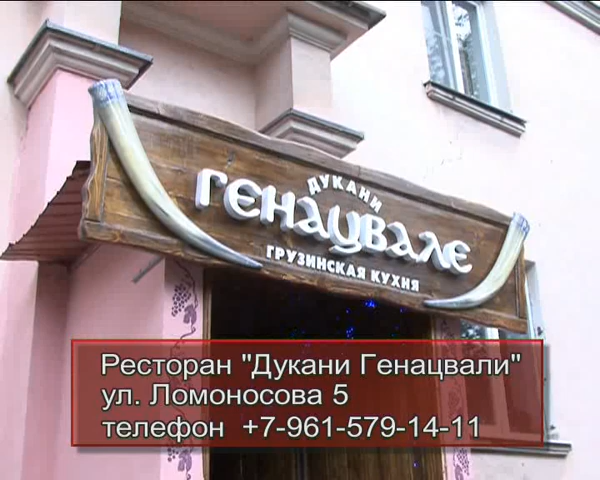 ДУКАНИ
ГЕНАЦВАЛЕ
ГРУЗИНСКАЯ КУХНЯ
Ресторан "Дукани Генацвали"
ул. Ломоносова 5
телефон +7-961-579-14-11